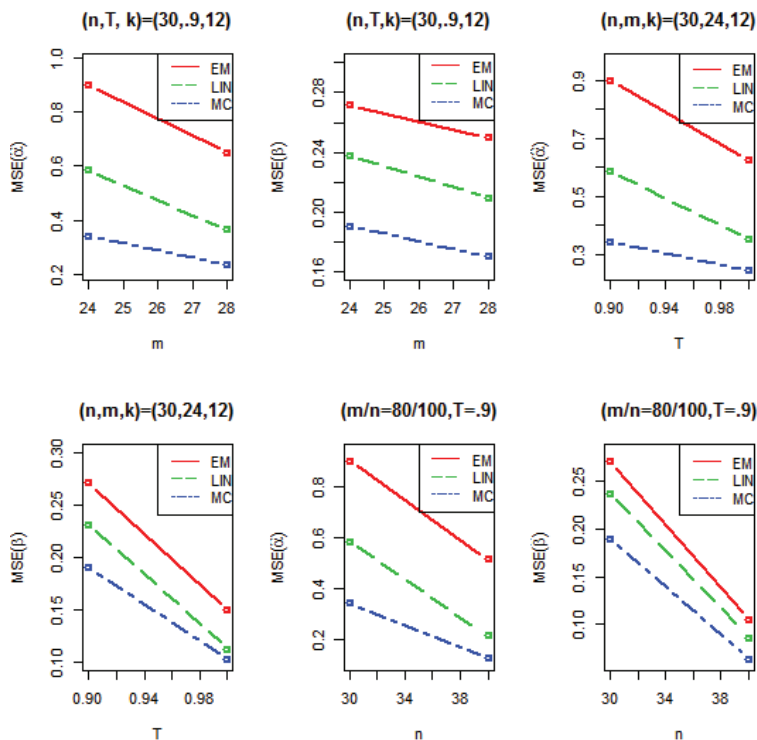 (n,T, k)=(30,.9,12)
MSE(α̂)
1.0
0.8
0.6
0.4
0.2
EM
LIN
MC
24 25 26 27 28
m
(n,T,k)=(30,.9,12)
MSE(β̂)
0.28
0.24
0.20
0.16
EM
LIN
MC
24 25 26 27 28
m
(n,m,k)=(30,24,12)
MSE(α̂)
0.9
0.7
0.5
0.3
EM
LIN
MC
0.90 0.94 0.98
T
(n,m,k)=(30,24,12)
MSE(β̂)
0.30
0.25
0.20
0.15
0.10
EM
LIN
MC
0.90 0.94 0.98
T
(m/n=80/100,T=.9)
MSE(α̂)
0.8
0.6
0.4
0.2
EM
LIN
MC
30 34 38
n
(m/n=80/100,T=.9)
MSE(β̂)
0.25
0.20
0.15
0.10
EM
LIN
MC
30 34 38
n